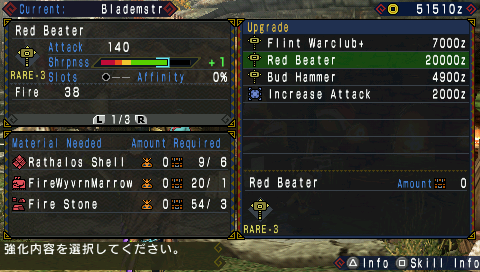 Current: Blademstr
51510z
Red Beater
Attack 140
Shrpnss +1
RARE-3
Slots --- Affinity 0%
Fire 38
L 1/3 R
Material Needed Amount Required
Rathalos Shell 0 9/ 6
FireWyvrnMarrow 0 20/ 1
Fire Stone 0 54/ 3
Upgrade
Flint Warclub+ 7000z
Red Beater 20000z
Bud Hammer 4900z
Increase Attack 2000z
Red Beater Amount 0
RARE-3
強化内容を選択してください。
Info Skill Info